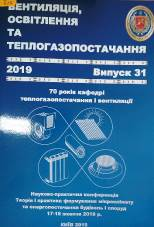 ВЕНТИЛЯЦІЯ,
ОСВІТЛЕННЯ
ТА
ТЕПЛОГАЗОПОСТАЧАННЯ
2019 Випуск 31
70 років кафедрі
теплогазопостачання і вентиляції
Науково-практична конференція
Теорія і практика формування мікроклімату
та енергопостачання будівель і споруд
17-18 жовтня 2019 р.
КИЇВ 2019